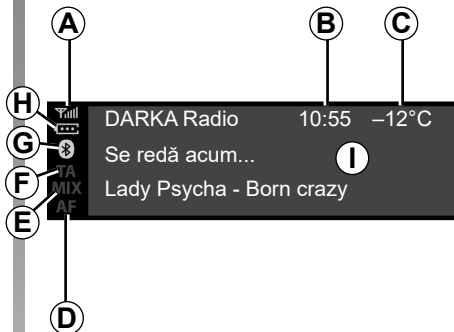 A
B
C
H
G
F
E
D
I
DARKA Radio 10:55 –12°C
Se redă acum...
Lady Psycha - Born crazy
TA
MIX
AF